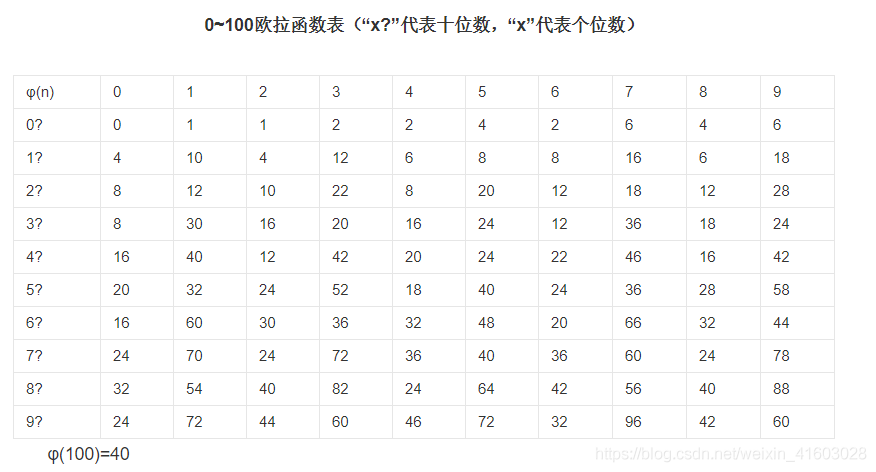 0~100欧拉函数表（“x?”代表十位数，“x”代表个位数）
φ(n) 0 1 2 3 4 5 6 7 8 9
0? 0 1 1 2 2 4 2 6 4 6
1? 4 10 4 12 6 8 8 16 6 18
2? 8 12 10 22 8 20 12 18 12 28
3? 8 30 16 20 16 24 12 36 18 24
4? 16 40 12 42 20 24 22 46 16 42
5? 20 32 24 52 18 40 24 36 28 58
6? 16 60 30 36 32 48 20 66 32 44
7? 24 70 24 72 36 40 36 60 24 78
8? 32 54 40 82 24 64 42 56 40 88
9? 24 72 44 60 46 72 32 96 42 60
φ(100)=40
https://blog.csdn.net/weixin_41603028